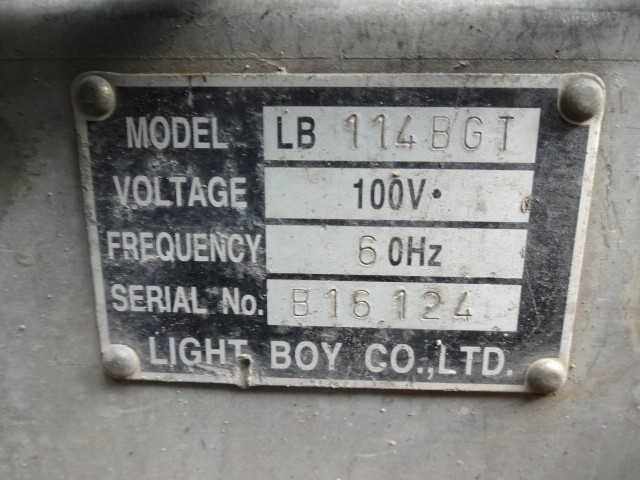 MODEL LB 114BGT
VOLTAGE 100V
FREQUENCY 60Hz
SERIAL No. B16124
LIGHT BOY CO.,LTD.